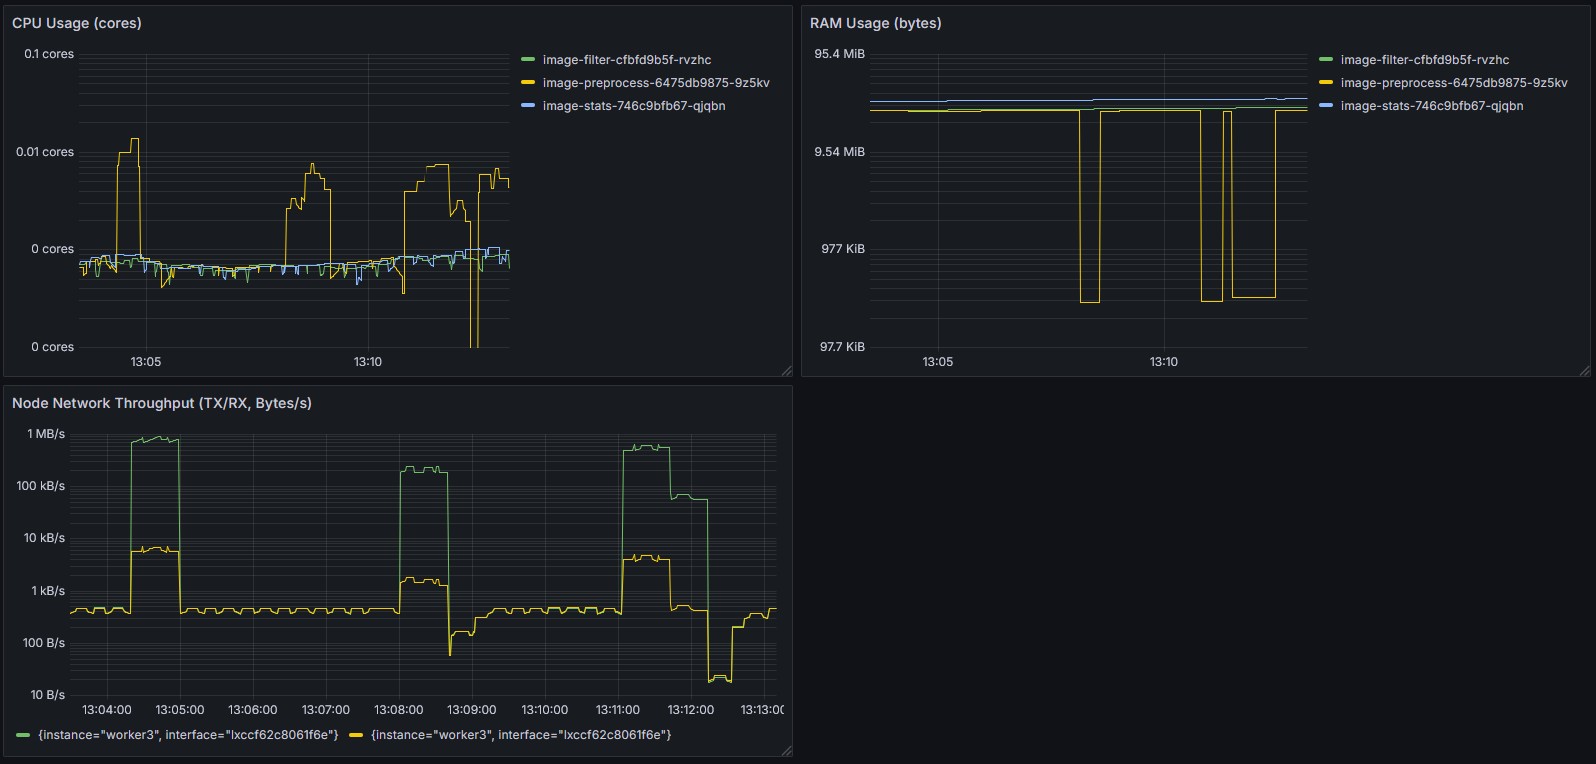 CPU Usage (cores)
0.1 cores
0.01 cores
0 cores
0 cores
13:05
13:10
image-filter-cfbfd9b5f-rvzhc
image-preprocess-6475db9875-9z5kv
image-stats-746c9bfb67-qjqbn
RAM Usage (bytes)
95.4 MiB
9.54 MiB
977 KiB
97.7 KiB
13:05
13:10
image-filter-cfbfd9b5f-rvzhc
image-preprocess-6475db9875-9z5kv
image-stats-746c9bfb67-qjqbn
Node Network Throughput (TX/RX, Bytes/s)
1 MB/s
100 kB/s
10 kB/s
1 kB/s
100 B/s
10 B/s
13:04:00 13:05:00 13:06:00 13:07:00 13:08:00 13:09:00 13:10:00 13:11:00 13:12:00 13:13:00
{instance="worker3", interface="lxccf62c8061f6e"} {instance="worker3", interface="lxccf62c8061f6e"}